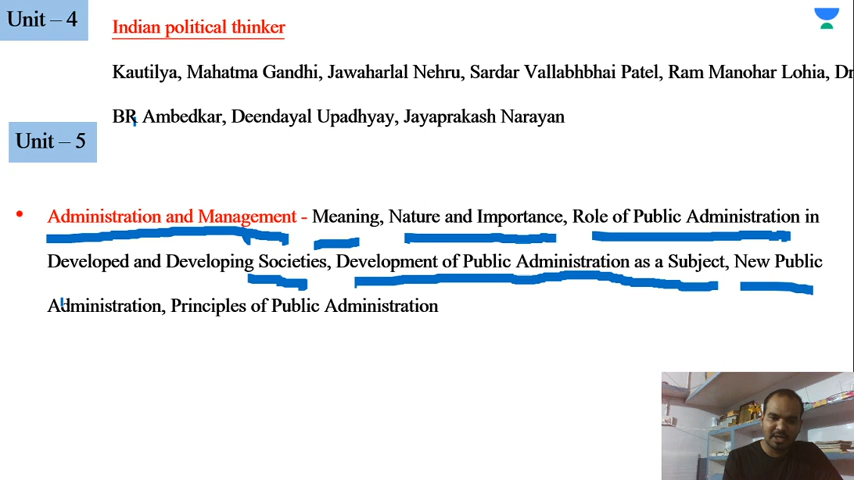 Unit – 4
Indian political thinker
Kautilya, Mahatma Gandhi, Jawaharlal Nehru, Sardar Vallabhbhai Patel, Ram Manohar Lohia, Dr
BR Ambedkar, Deendayal Upadhyay, Jayaprakash Narayan
Unit – 5
• Administration and Management - Meaning, Nature and Importance, Role of Public Administration in
Developed and Developing Societies, Development of Public Administration as a Subject, New Public
Administration, Principles of Public Administration